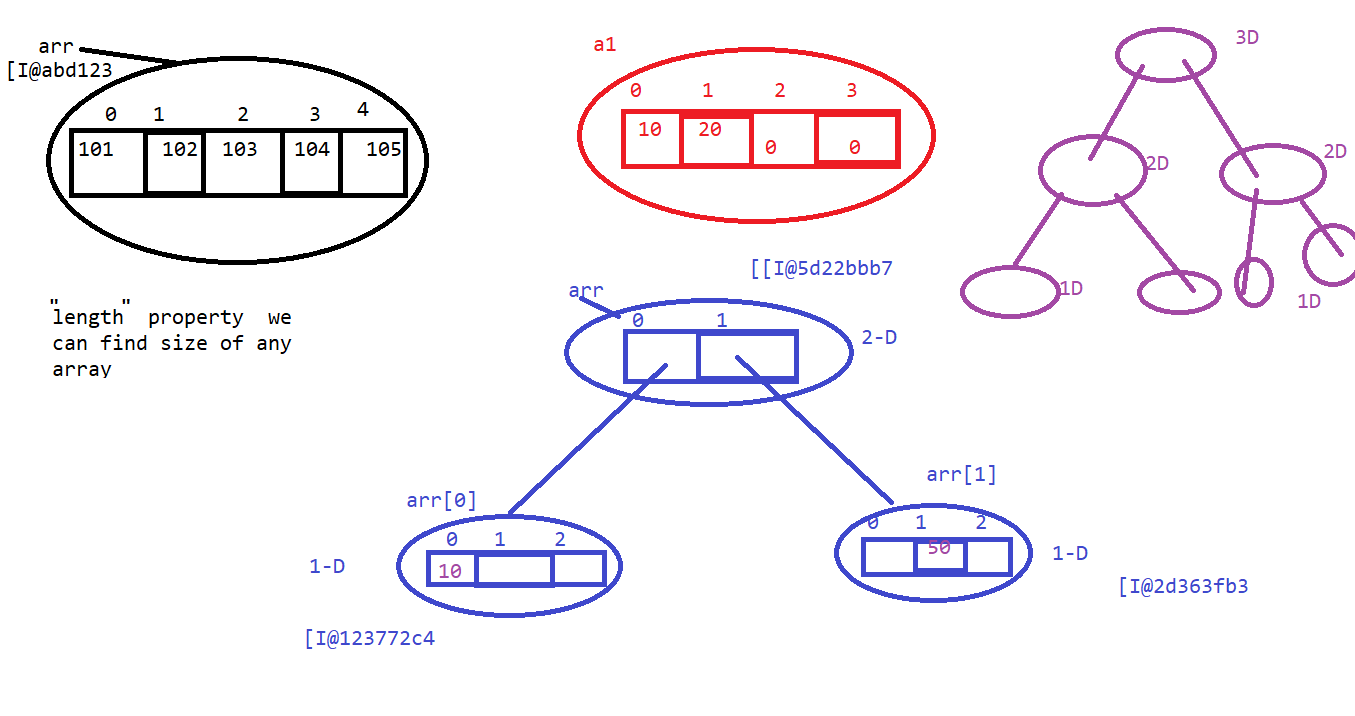 arr
[I@abd123
0 1 2 3 4
101 102 103 104 105
"length" property we
can find size of any
array
a1
0 1 2 3
10 20 0 0
3D
2D 2D
1D 1D
[[I@5d22bbb7
arr
0 1
2-D
arr[0]
0 1 2
10
1-D
[I@123772c4
arr[1]
0 1 2
50
1-D
[I@2d363fb3